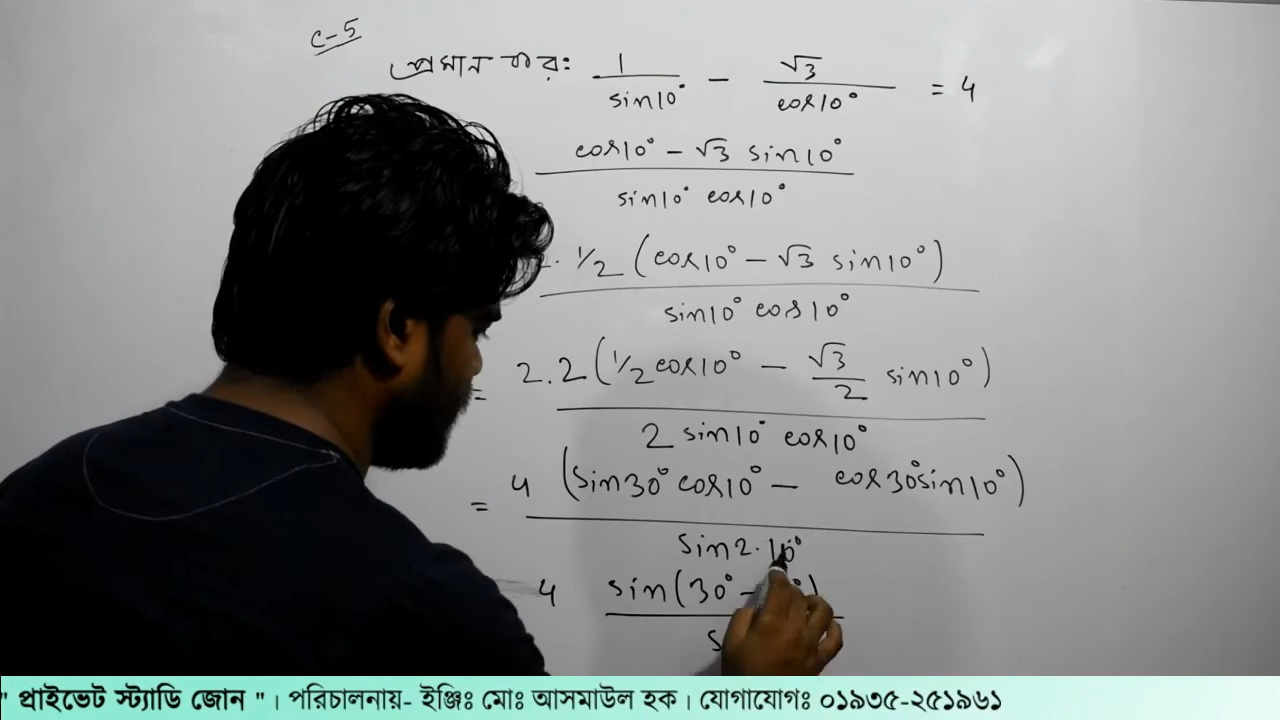 C-5
প্রমান কর: 1/sin10° - √3/cos10° = 4
cos10° - √3 sin10°
sin10° cos10°
. 1/2 (cos10° - √3 sin10°)
sin10° cos10°
= 2.2 (1/2 cos10° - √3/2 sin10°)
2 sin10° cos10°
= 4 (sin30° cos10° - cos30° sin10°)
sin2.10°
4 sin(30° -
" প্রাইভেট স্ট্যাডি জোন " । পরিচালনায়- ইঞ্জিঃ মোঃ আসমাউল হক । যোগাযোগঃ ০১৯৩৫-২৫১৯৬১